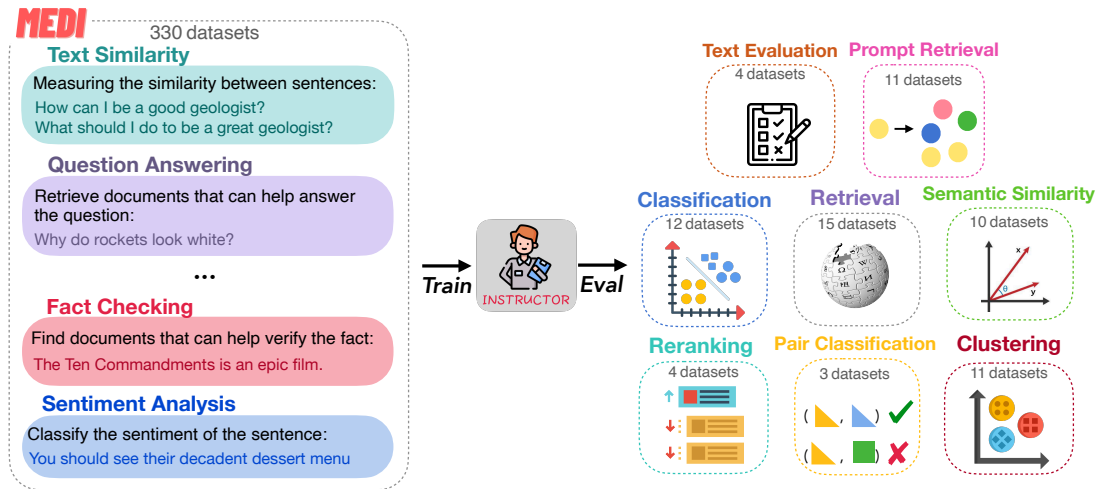 MEDI
330 datasets
Text Similarity
Measuring the similarity between sentences:
How can I be a good geologist?
What should I do to be a great geologist?
Question Answering
Retrieve documents that can help answer
the question:
Why do rockets look white?
...
Fact Checking
Find documents that can help verify the fact:
The Ten Commandments is an epic film.
Sentiment Analysis
Classify the sentiment of the sentence:
You should see their decadent dessert menu
Train
INSTRUCTOR
Eval
Text Evaluation
4 datasets
Prompt Retrieval
11 datasets
Classification
12 datasets
Retrieval
15 datasets
Semantic Similarity
10 datasets
x
θ
y
Reranking
4 datasets
Pair Classification
3 datasets
( , )
( , )
Clustering
11 datasets